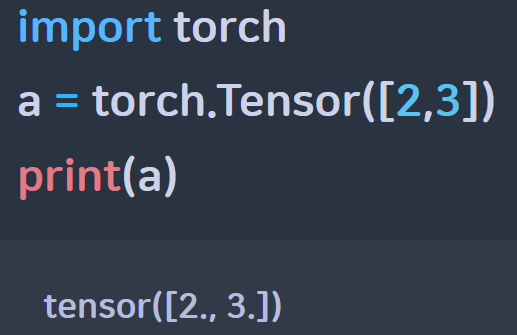 import torch
a = torch.Tensor([2,3])
print(a)
tensor([2., 3.])